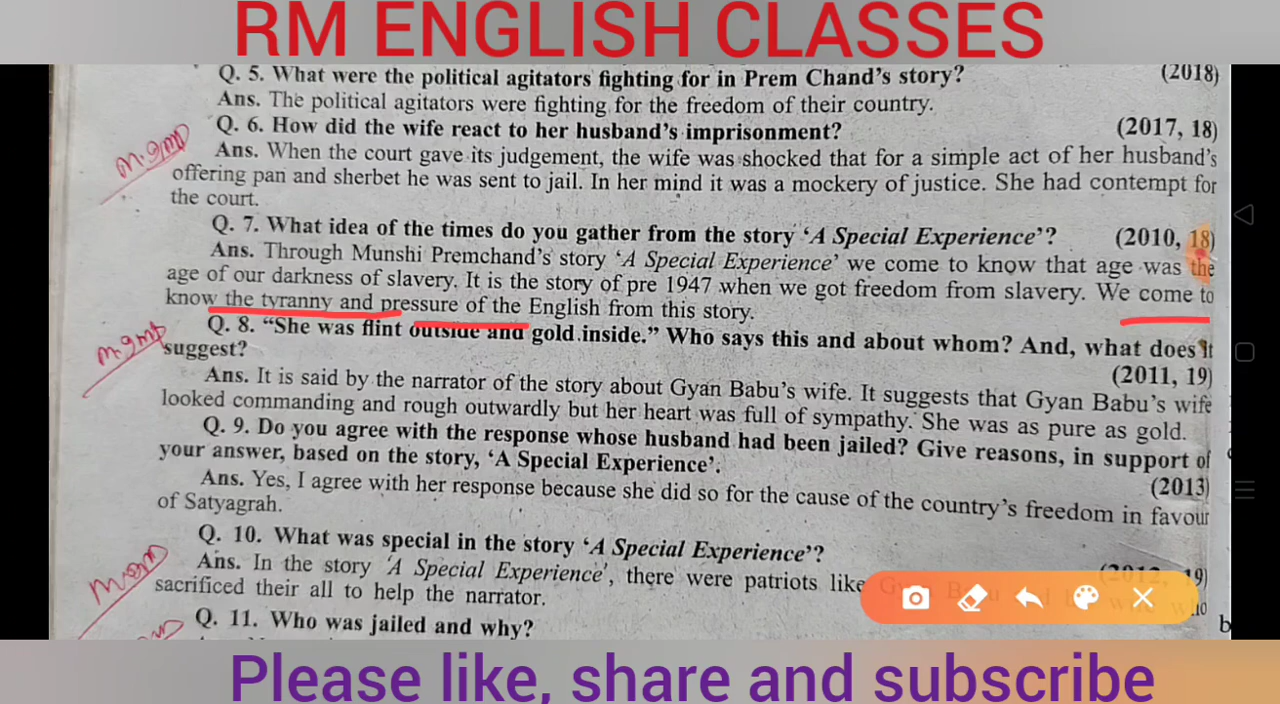 RM ENGLISH CLASSES
Q. 5. What were the political agitators fighting for in Prem Chand's story? (2018)
Ans. The political agitators were fighting for the freedom of their country.
Q. 6. How did the wife react to her husband's imprisonment? (2017, 18)
Ans. When the court gave its judgement, the wife was shocked that for a simple act of her husband's
offering pan and sherbet he was sent to jail. In her mind it was a mockery of justice. She had contempt for
the court.
Q. 7. What idea of the times do you gather from the story 'A Special Experience'? (2010, 18)
Ans. Through Munshi Premchand's story 'A Special Experience' we come to know that age was the
age of our darkness of slavery. It is the story of pre 1947 when we got freedom from slavery. We come to
know the tyranny and pressure of the English from this story.
Q. 8. "She was flint outside and gold inside." Who says this and about whom? And, what does it
suggest? (2011, 19)
Ans. It is said by the narrator of the story about Gyan Babu's wife. It suggests that Gyan Babu's wife
looked commanding and rough outwardly but her heart was full of sympathy. She was as pure as gold.
Q. 9. Do you agree with the response whose husband had been jailed? Give reasons, in support of
your answer, based on the story, 'A Special Experience'. (2013)
Ans. Yes, I agree with her response because she did so for the cause of the country's freedom in favour
of Satyagrah.
Q. 10. What was special in the story 'A Special Experience'? (2012, 19)
Ans. In the story 'A Special Experience', there were patriots like
sacrificed their all to help the narrator.
Q. 11. Who was jailed and why?
Please like, share and subscribe